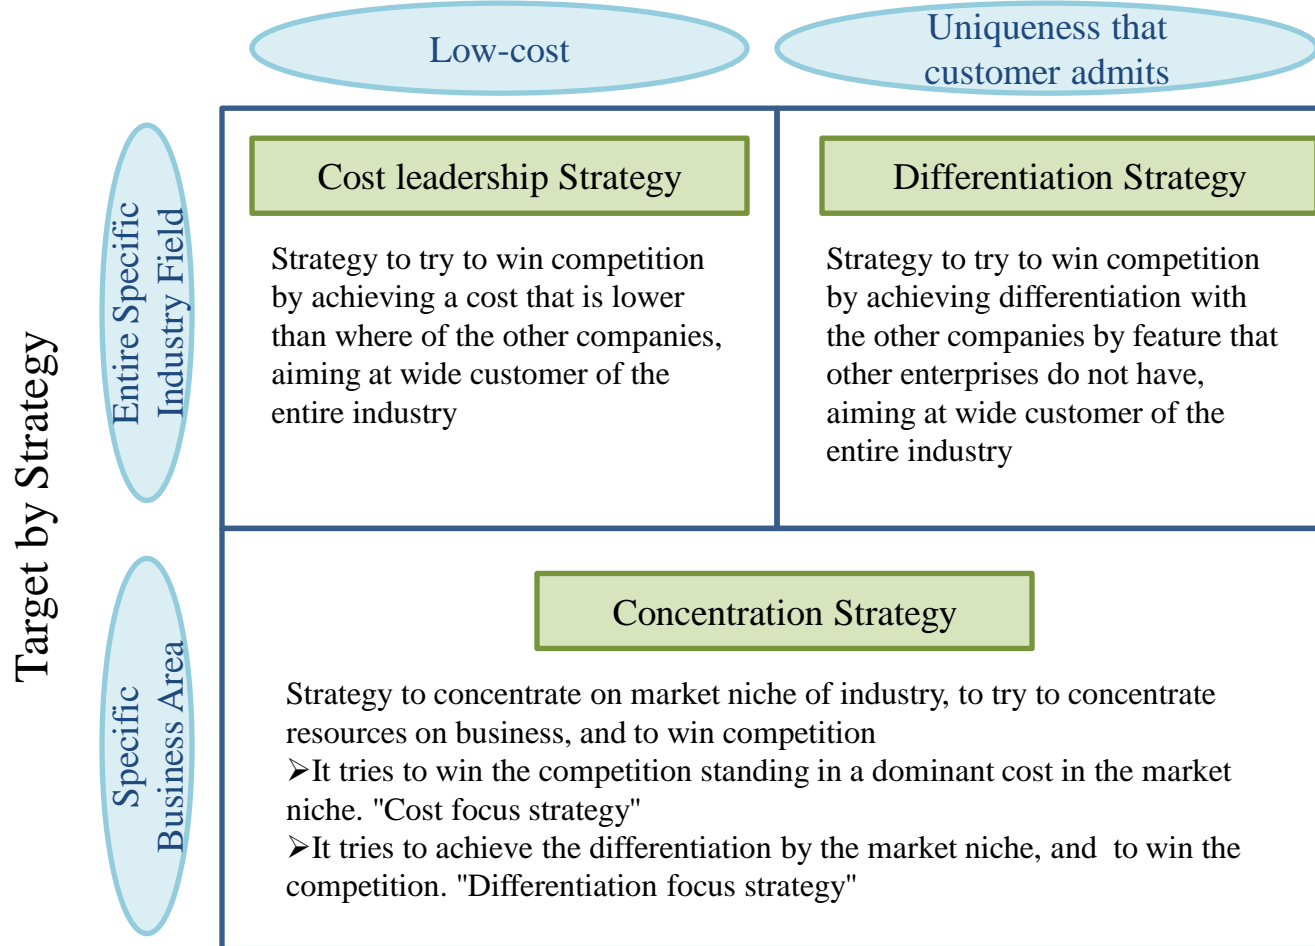 Low-cost
Uniqueness that
customer admits
Target by Strategy
Entire Specific
Industry Field
Cost leadership Strategy
Strategy to try to win competition
by achieving a cost that is lower
than where of the other companies,
aiming at wide customer of the
entire industry
Differentiation Strategy
Strategy to try to win competition
by achieving differentiation with
the other companies by feature that
other enterprises do not have,
aiming at wide customer of the
entire industry
Specific
Business Area
Concentration Strategy
Strategy to concentrate on market niche of industry, to try to concentrate
resources on business, and to win competition
➢It tries to win the competition standing in a dominant cost in the market
niche. "Cost focus strategy"
➢It tries to achieve the differentiation by the market niche, and  to win the
competition. "Differentiation focus strategy"